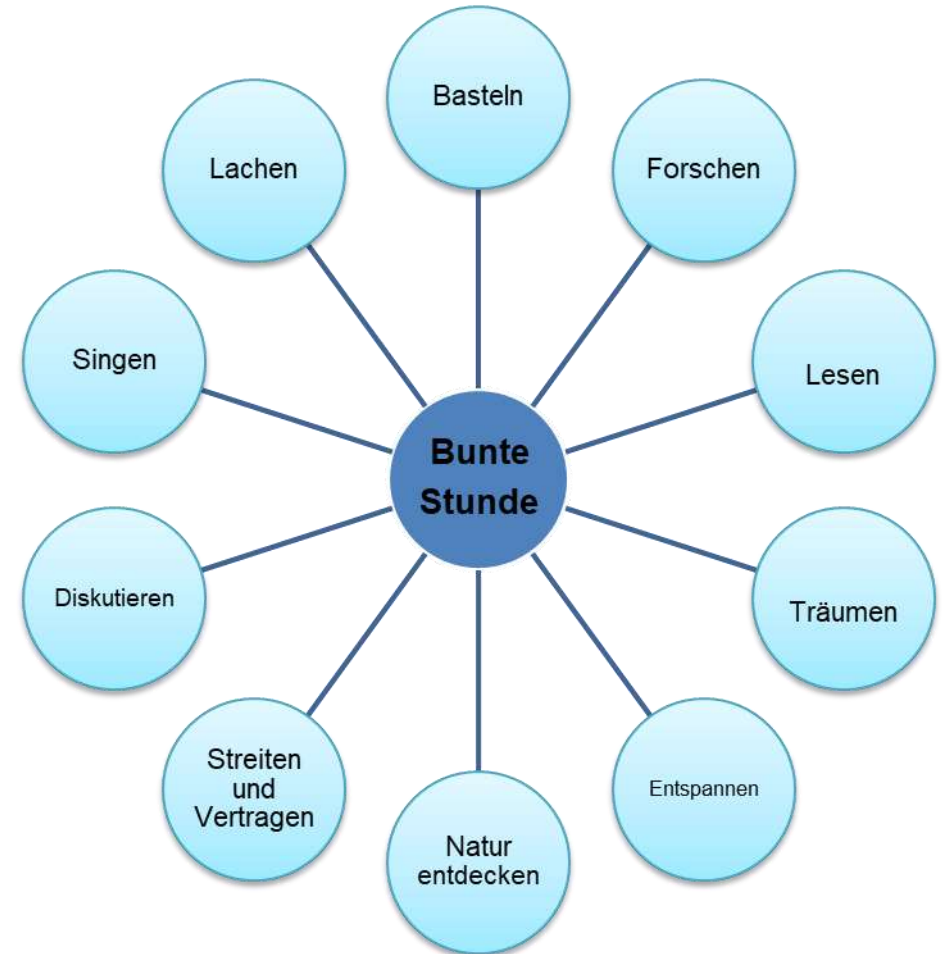 Basteln
Lachen
Forschen
Singen
Lesen
Bunte
Stunde
Diskutieren
Träumen
Streiten
und
Vertragen
Entspannen
Natur
entdecken